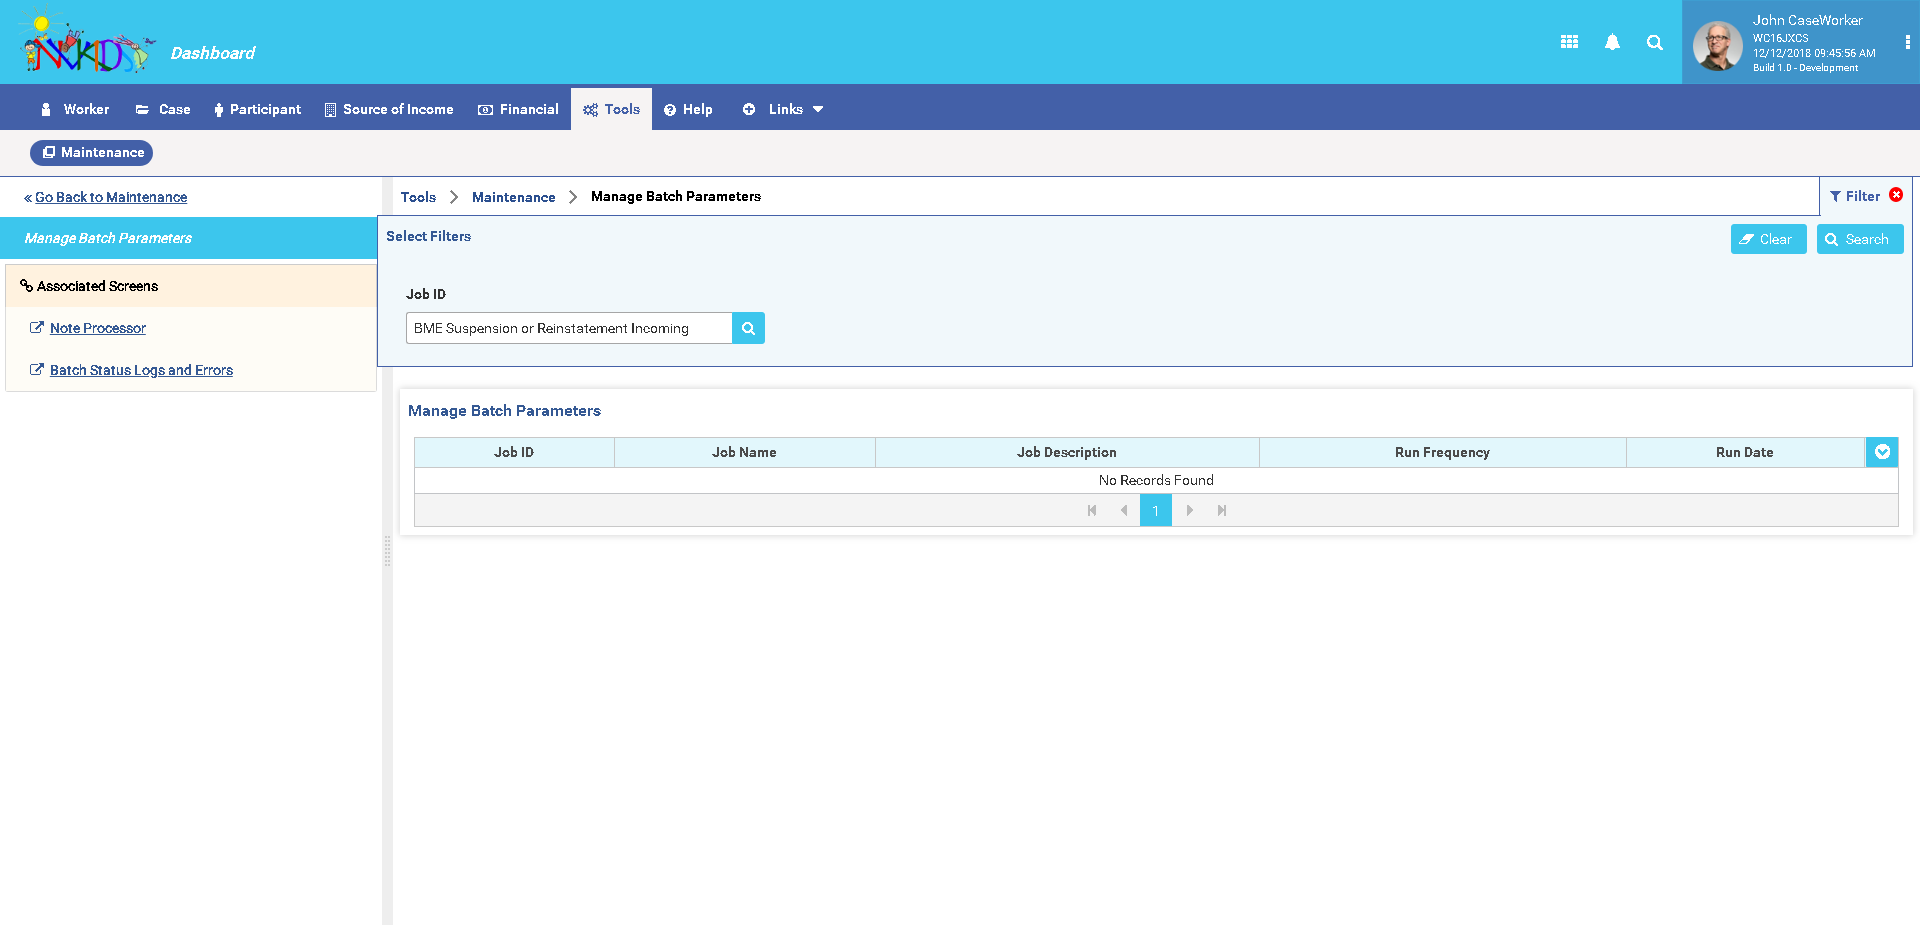 NVKIDS
Dashboard
John CaseWorker
WC16JXCS
12/12/2018 09:45:56 AM
Build 1.0 - Development
Worker
Case
Participant
Source of Income
Financial
Tools
Help
Links
Maintenance
« Go Back to Maintenance
Tools
Maintenance
Manage Batch Parameters
Filter
Manage Batch Parameters
Select Filters
Clear
Search
Associated Screens
Note Processor
Batch Status Logs and Errors
Job ID
BME Suspension or Reinstatement Incoming
Manage Batch Parameters
Job ID
Job Name
Job Description
Run Frequency
Run Date
No Records Found
1